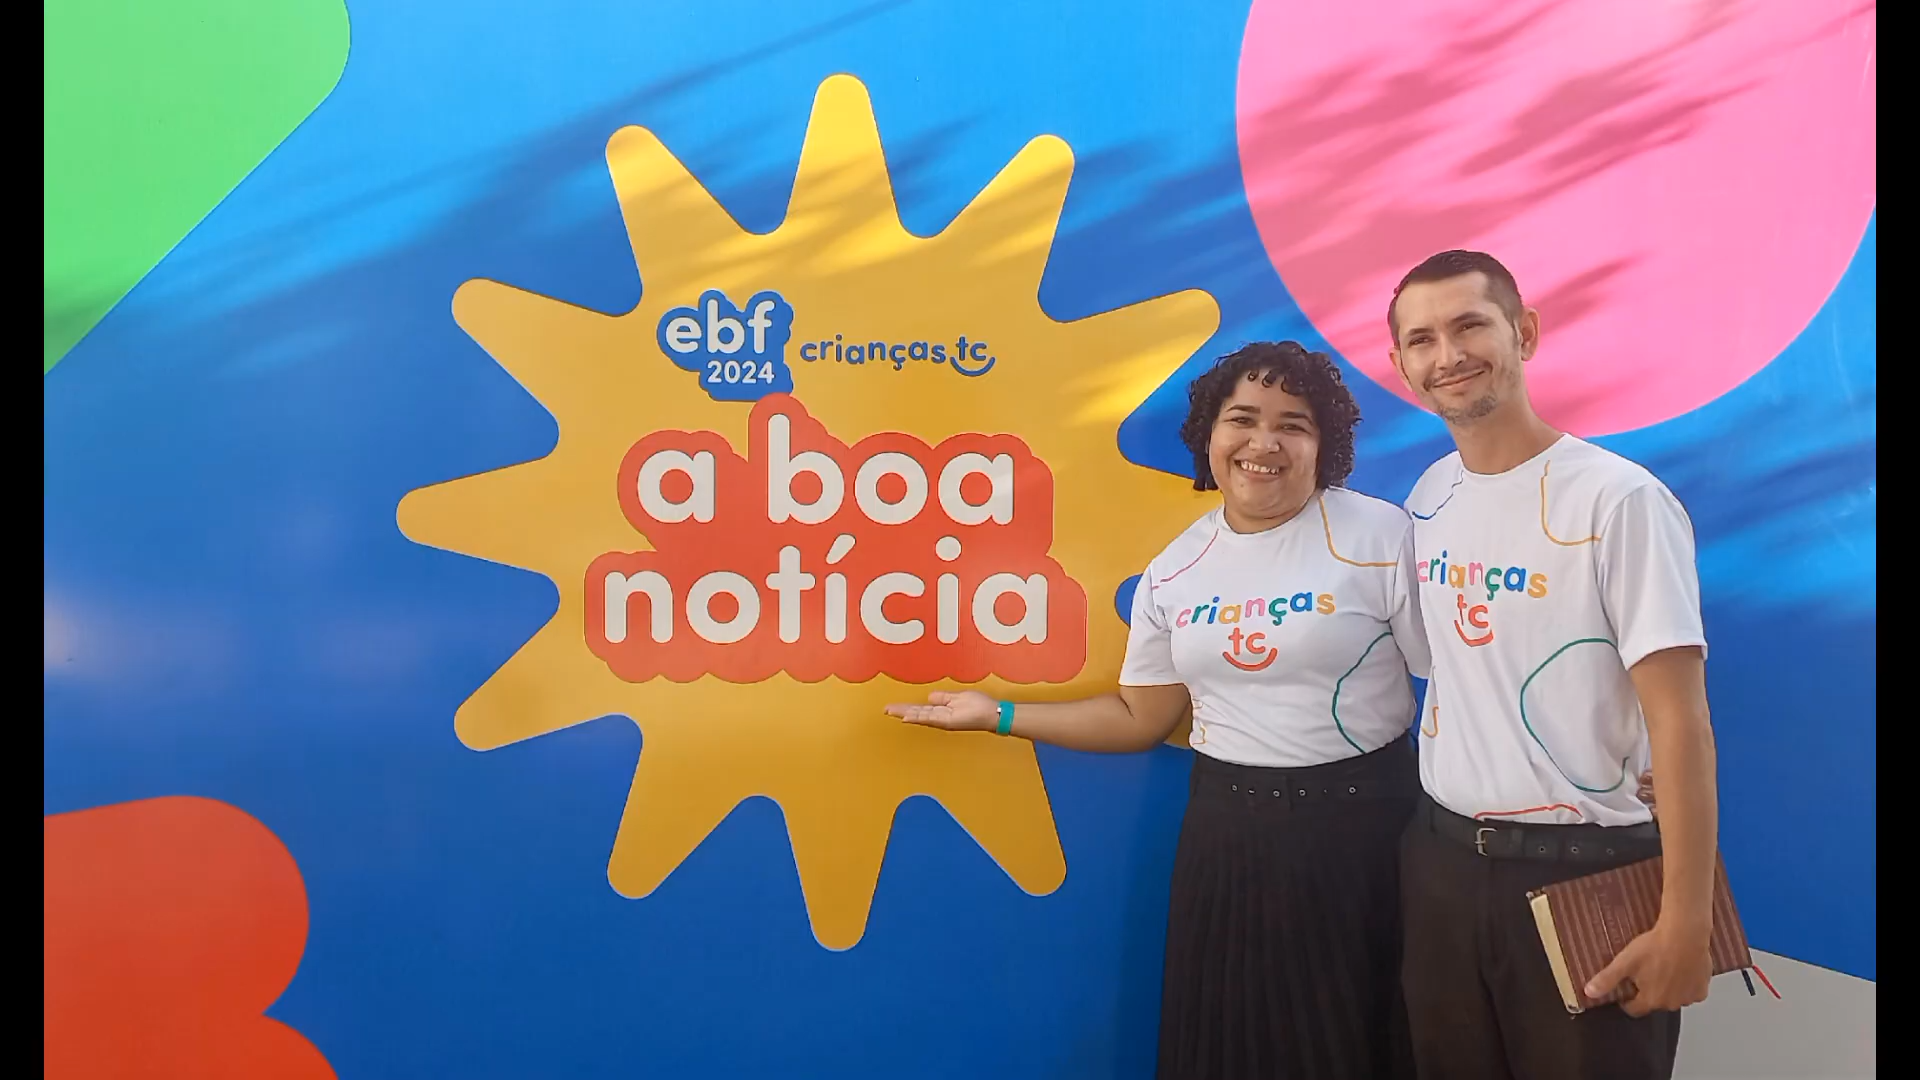 ebf
2024
crianças tc
a boa
notícia
crianças
tc
crianças
tc